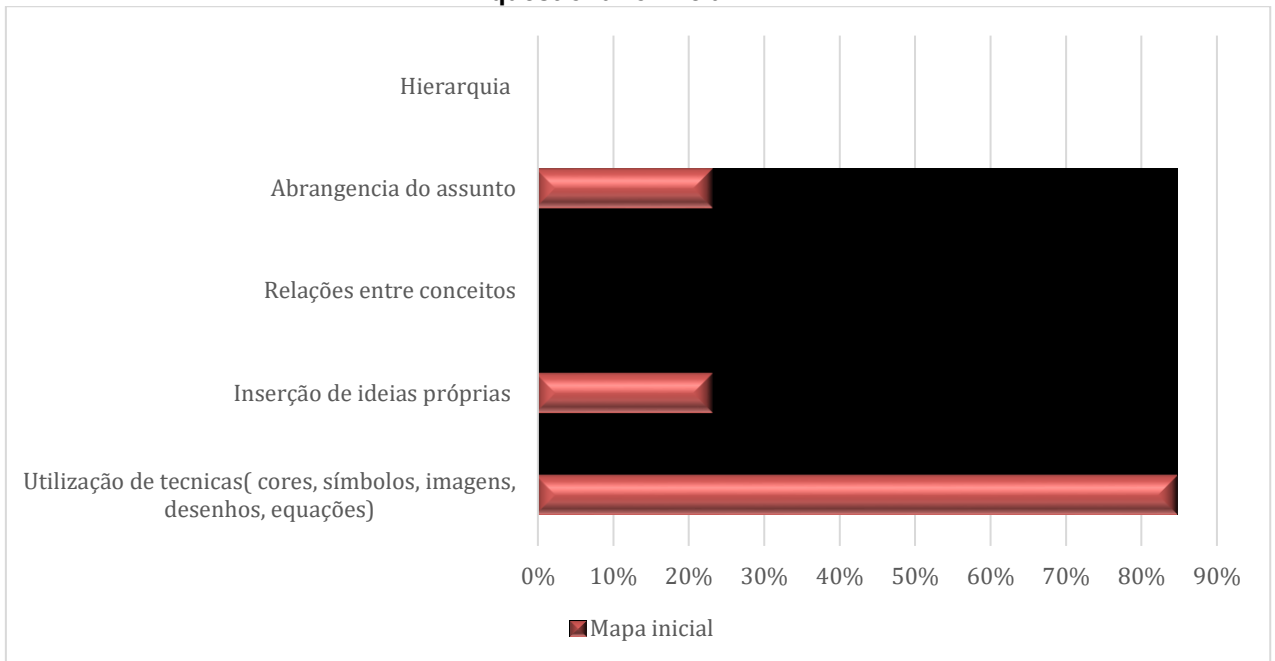 Hierarquia
Abrangencia do assunto
Relações entre conceitos
Inserção de ideias próprias
Utilização de tecnicas( cores, símbolos, imagens,
desenhos, equações)
0% 10% 20% 30% 40% 50% 60% 70% 80% 90%
Mapa inicial